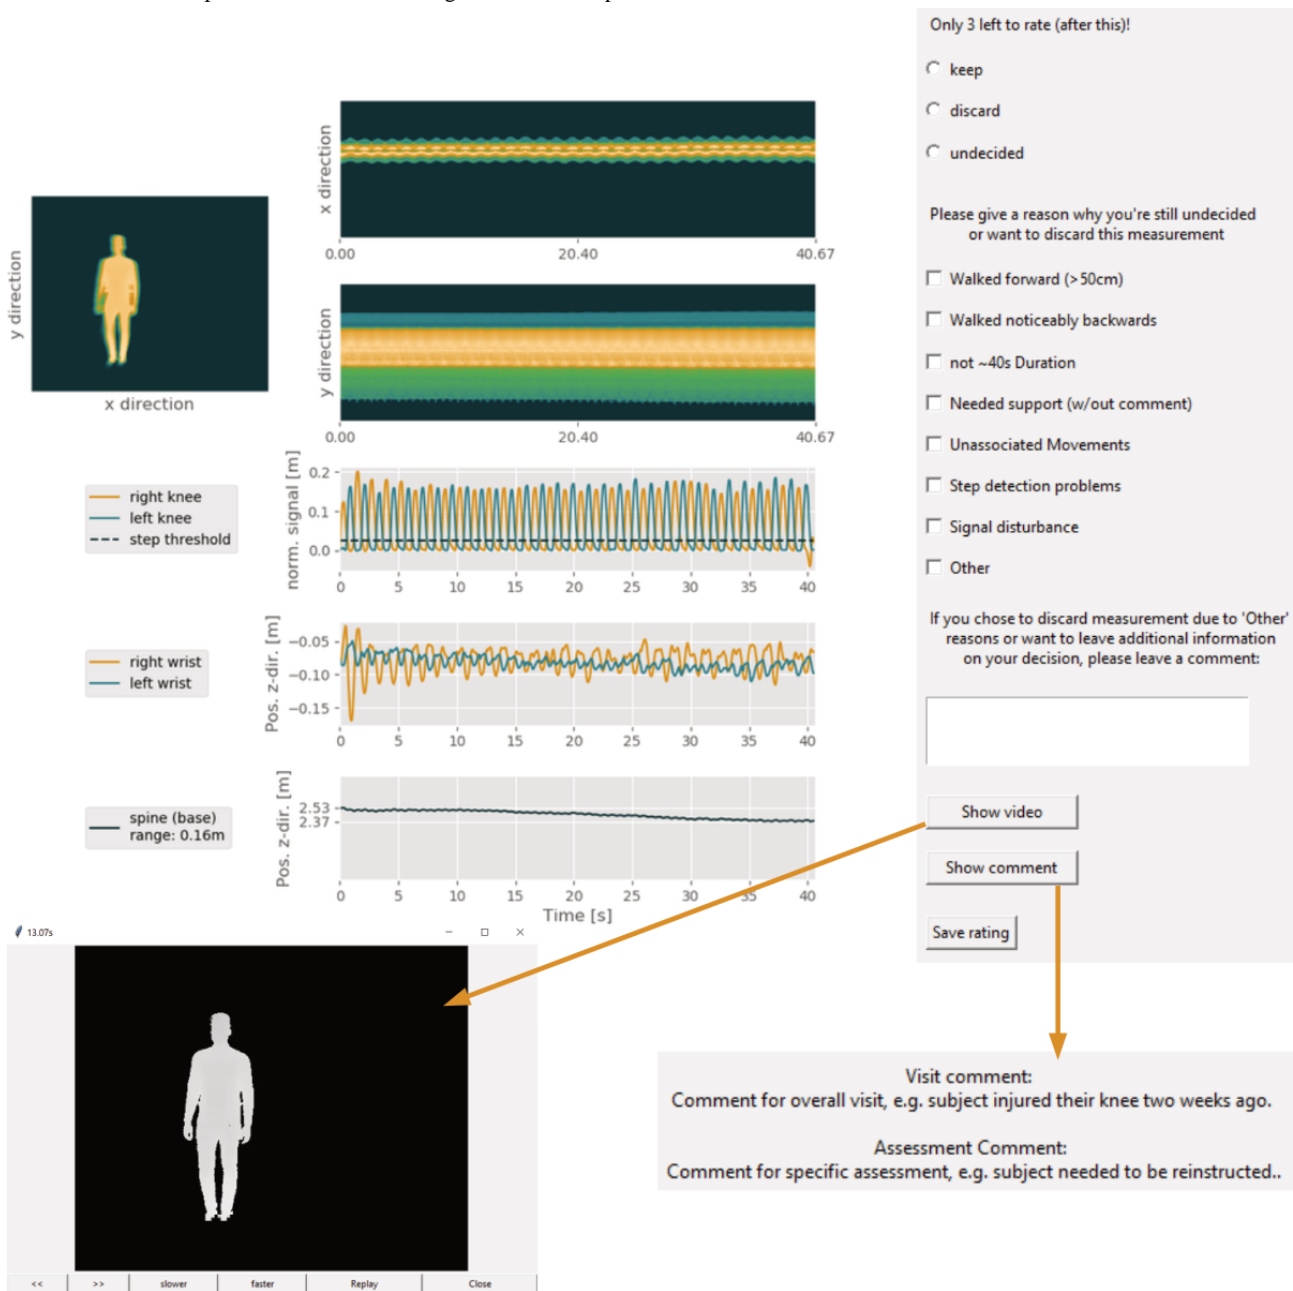 Only 3 left to rate (after this)!
keep
discard
undecided
Please give a reason why you're still undecided
or want to discard this measurement
Walked forward (>50cm)
Walked noticeably backwards
not ~40s Duration
Needed support (w/out comment)
Unassociated Movements
Step detection problems
Signal disturbance
Other
If you chose to discard measurement due to 'Other'
reasons or want to leave additional information
on your decision, please leave a comment:
Show video
Show comment
Save rating
y direction
x direction
x direction
0.00 20.40 40.67
y direction
0.00 20.40 40.67
right knee
left knee
step threshold
norm. signal [m]
0.2
0.1
0.0
0 5 10 15 20 25 30 35 40
right wrist
left wrist
Pos. z-dir. [m]
−0.05
−0.10
−0.15
0 5 10 15 20 25 30 35 40
spine (base)
range: 0.16m
Pos. z-dir. [m]
2.53
2.37
0 5 10 15 20 25 30 35 40
Time [s]
13.07s
<< >> slower faster Replay Close
Visit comment:
Comment for overall visit, e.g. subject injured their knee two weeks ago.
Assessment Comment:
Comment for specific assessment, e.g. subject needed to be reinstructed..